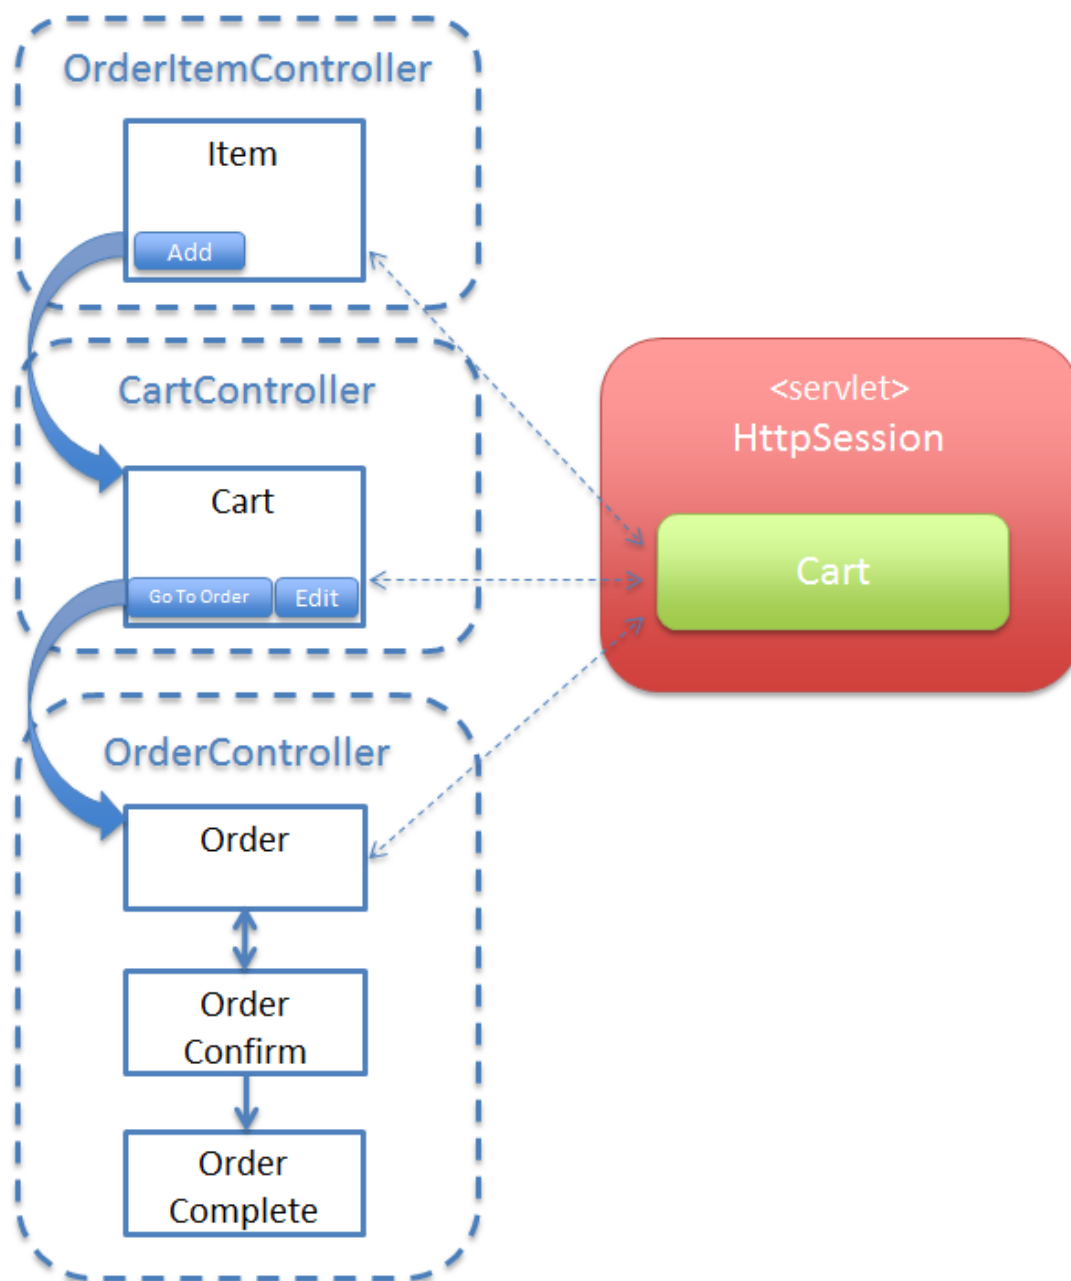 OrderItemController
Item
Add
CartController
Cart
Go To Order
Edit
<servlet>
HttpSession
Cart
OrderController
Order
Order
Confirm
Order
Complete